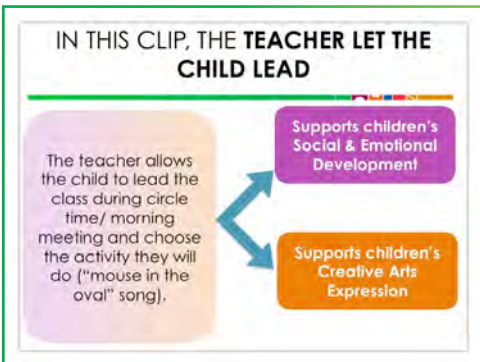 IN THIS CLIP, THE TEACHER LET THE
CHILD LEAD
The teacher allows
the child to lead the
class during circle
time/ morning
meeting and choose
the activity they will
do (“mouse in the
oval” song).
Supports children’s
Social & Emotional
Development
Supports children’s
Creative Arts
Expression